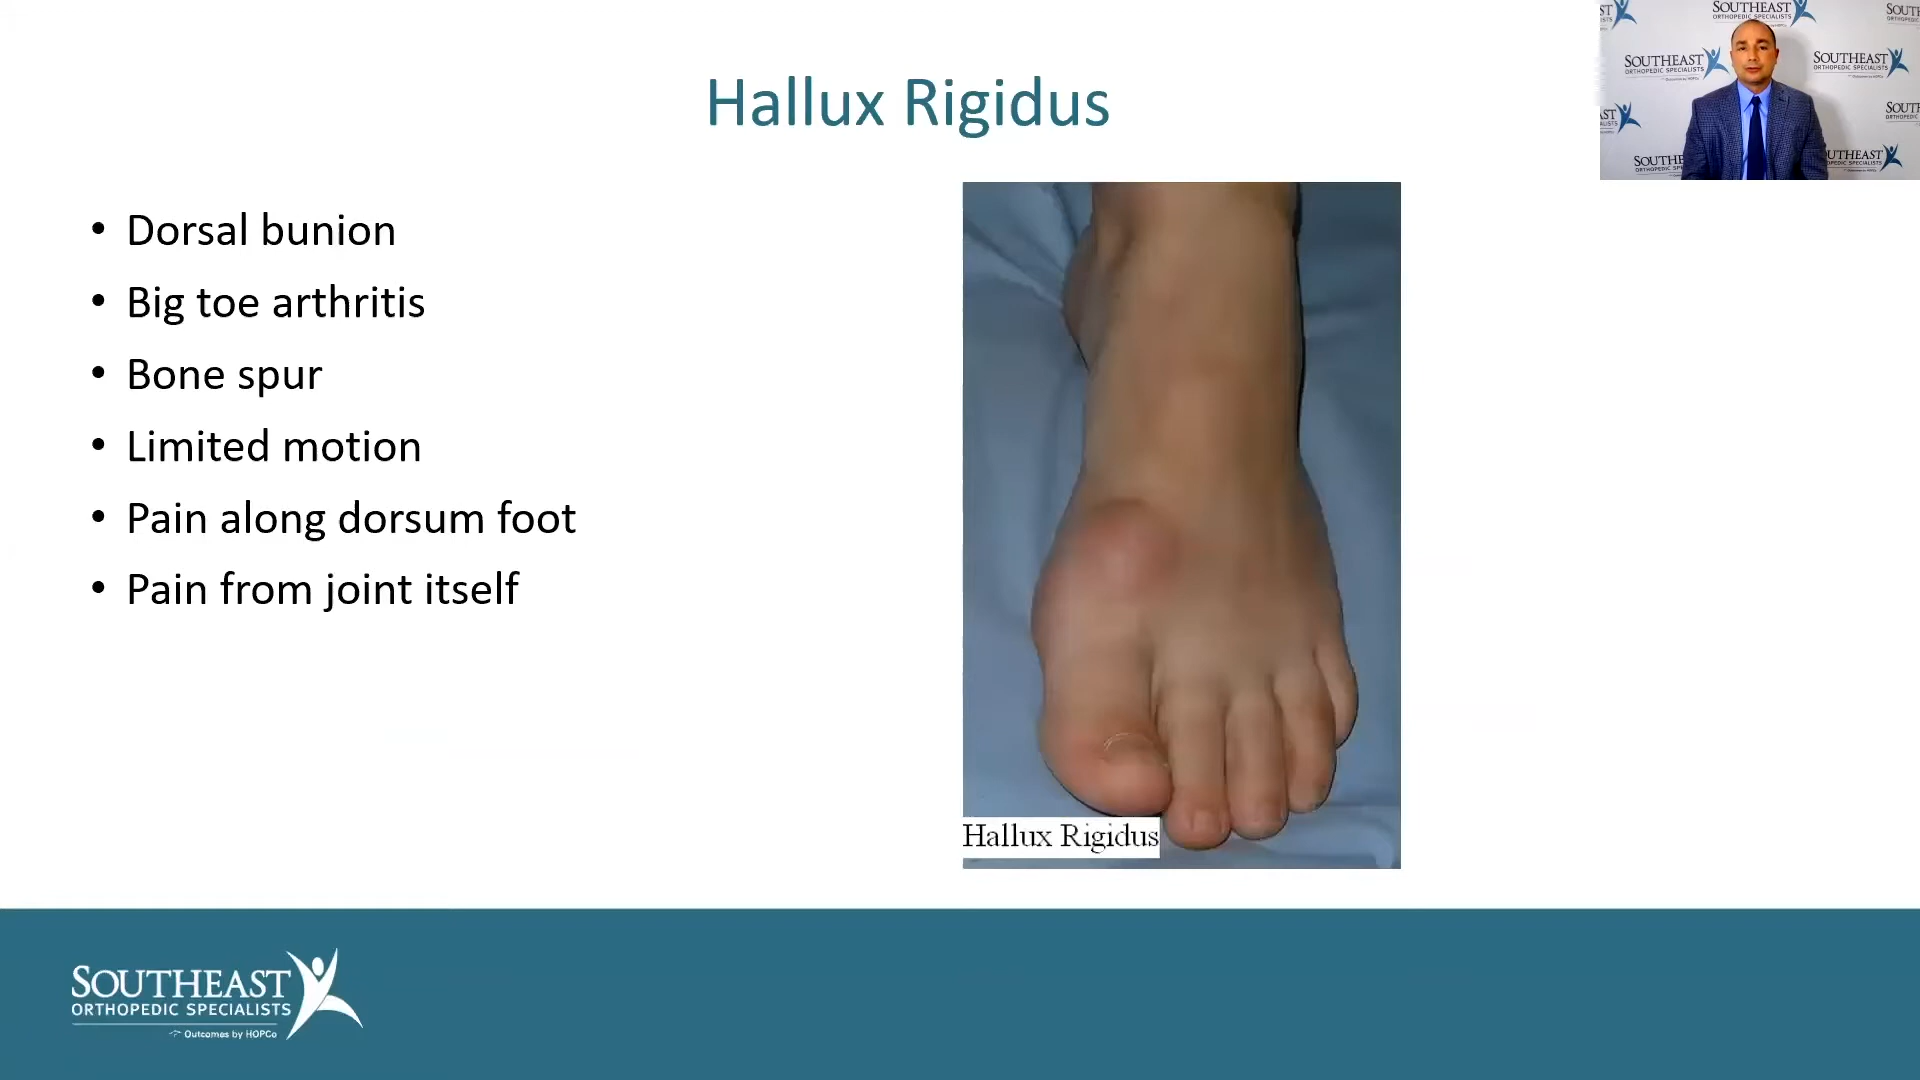 Hallux Rigidus
• Dorsal bunion
• Big toe arthritis
• Bone spur
• Limited motion
• Pain along dorsum foot
• Pain from joint itself
Hallux Rigidus
SOUTHEAST
ORTHOPEDIC SPECIALISTS
Outcomes by HOPCo
SOUTHEAST
ORTHOPEDIC SPECIALISTS
SOUTHEAST
ORTHOPEDIC SPECIALISTS
SOUTHEAST
ORTHOPEDIC SPECIALISTS